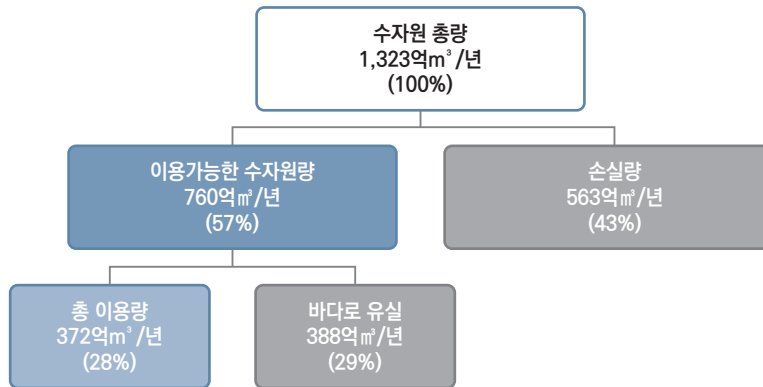 수자원 총량
1,323억m³/년
(100%)
이용가능한 수자원량
760억㎥/년
(57%)
손실량
563억㎥/년
(43%)
총 이용량
372억m³/년
(28%)
바다로 유실
388억㎥/년
(29%)